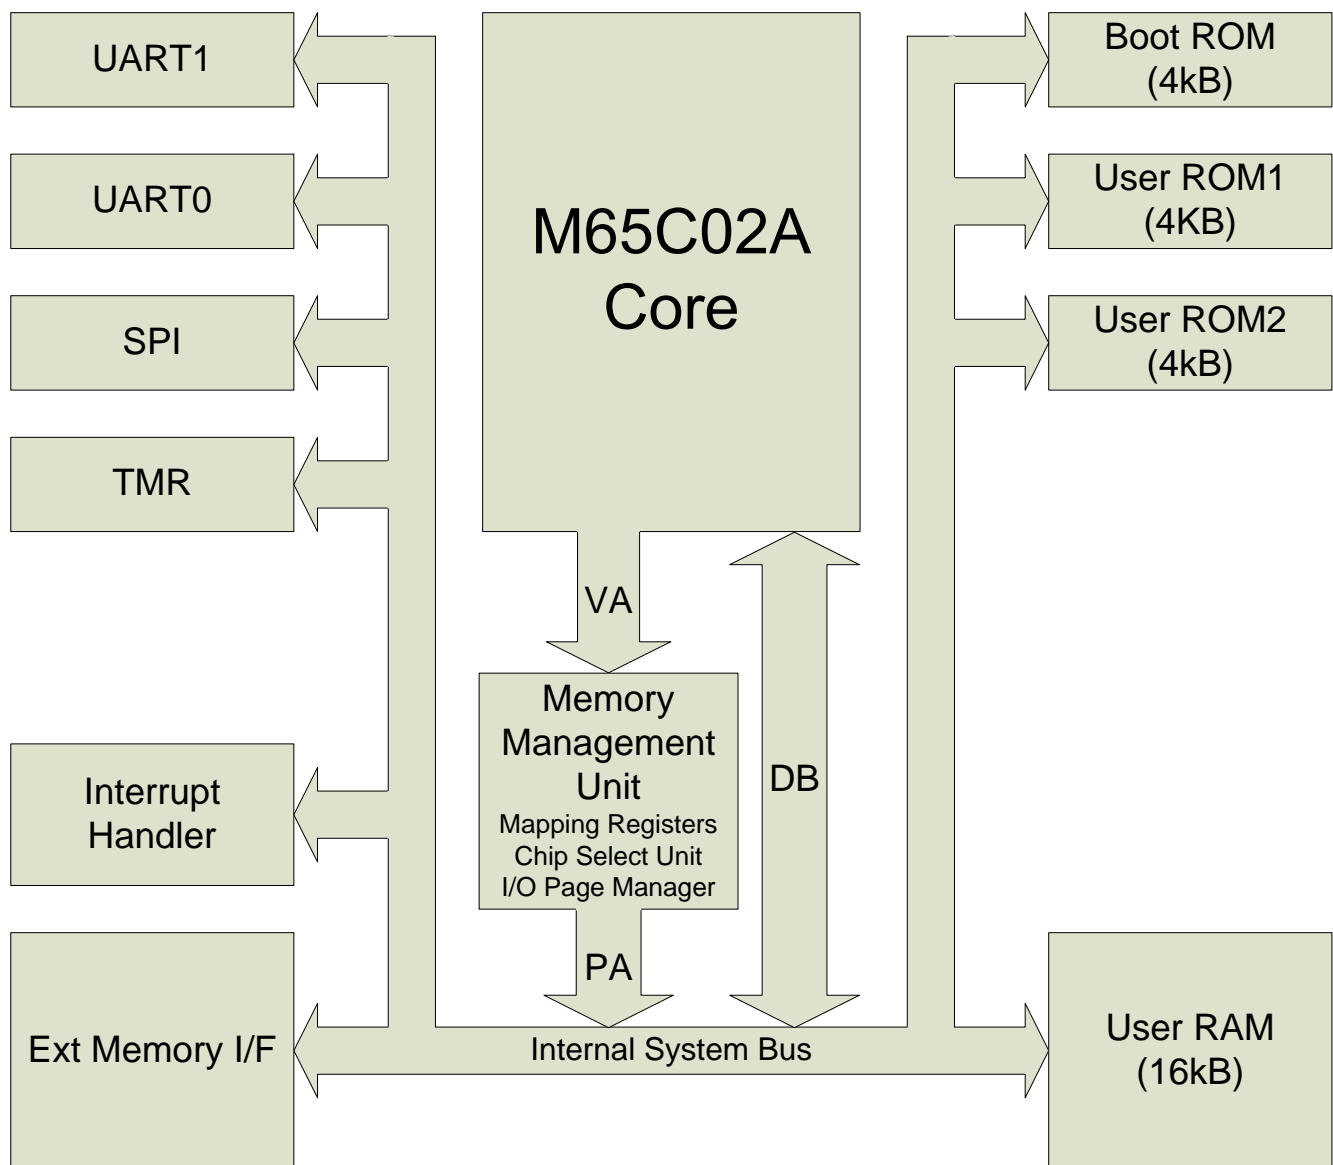 UART1
UART0
SPI
TMR
Interrupt
Handler
Ext Memory I/F
M65C02A
Core
VA
Memory
Management
Unit
Mapping Registers
Chip Select Unit
I/O Page Manager
PA
DB
Internal System Bus
Boot ROM
(4kB)
User ROM1
(4KB)
User ROM2
(4kB)
User RAM
(16kB)